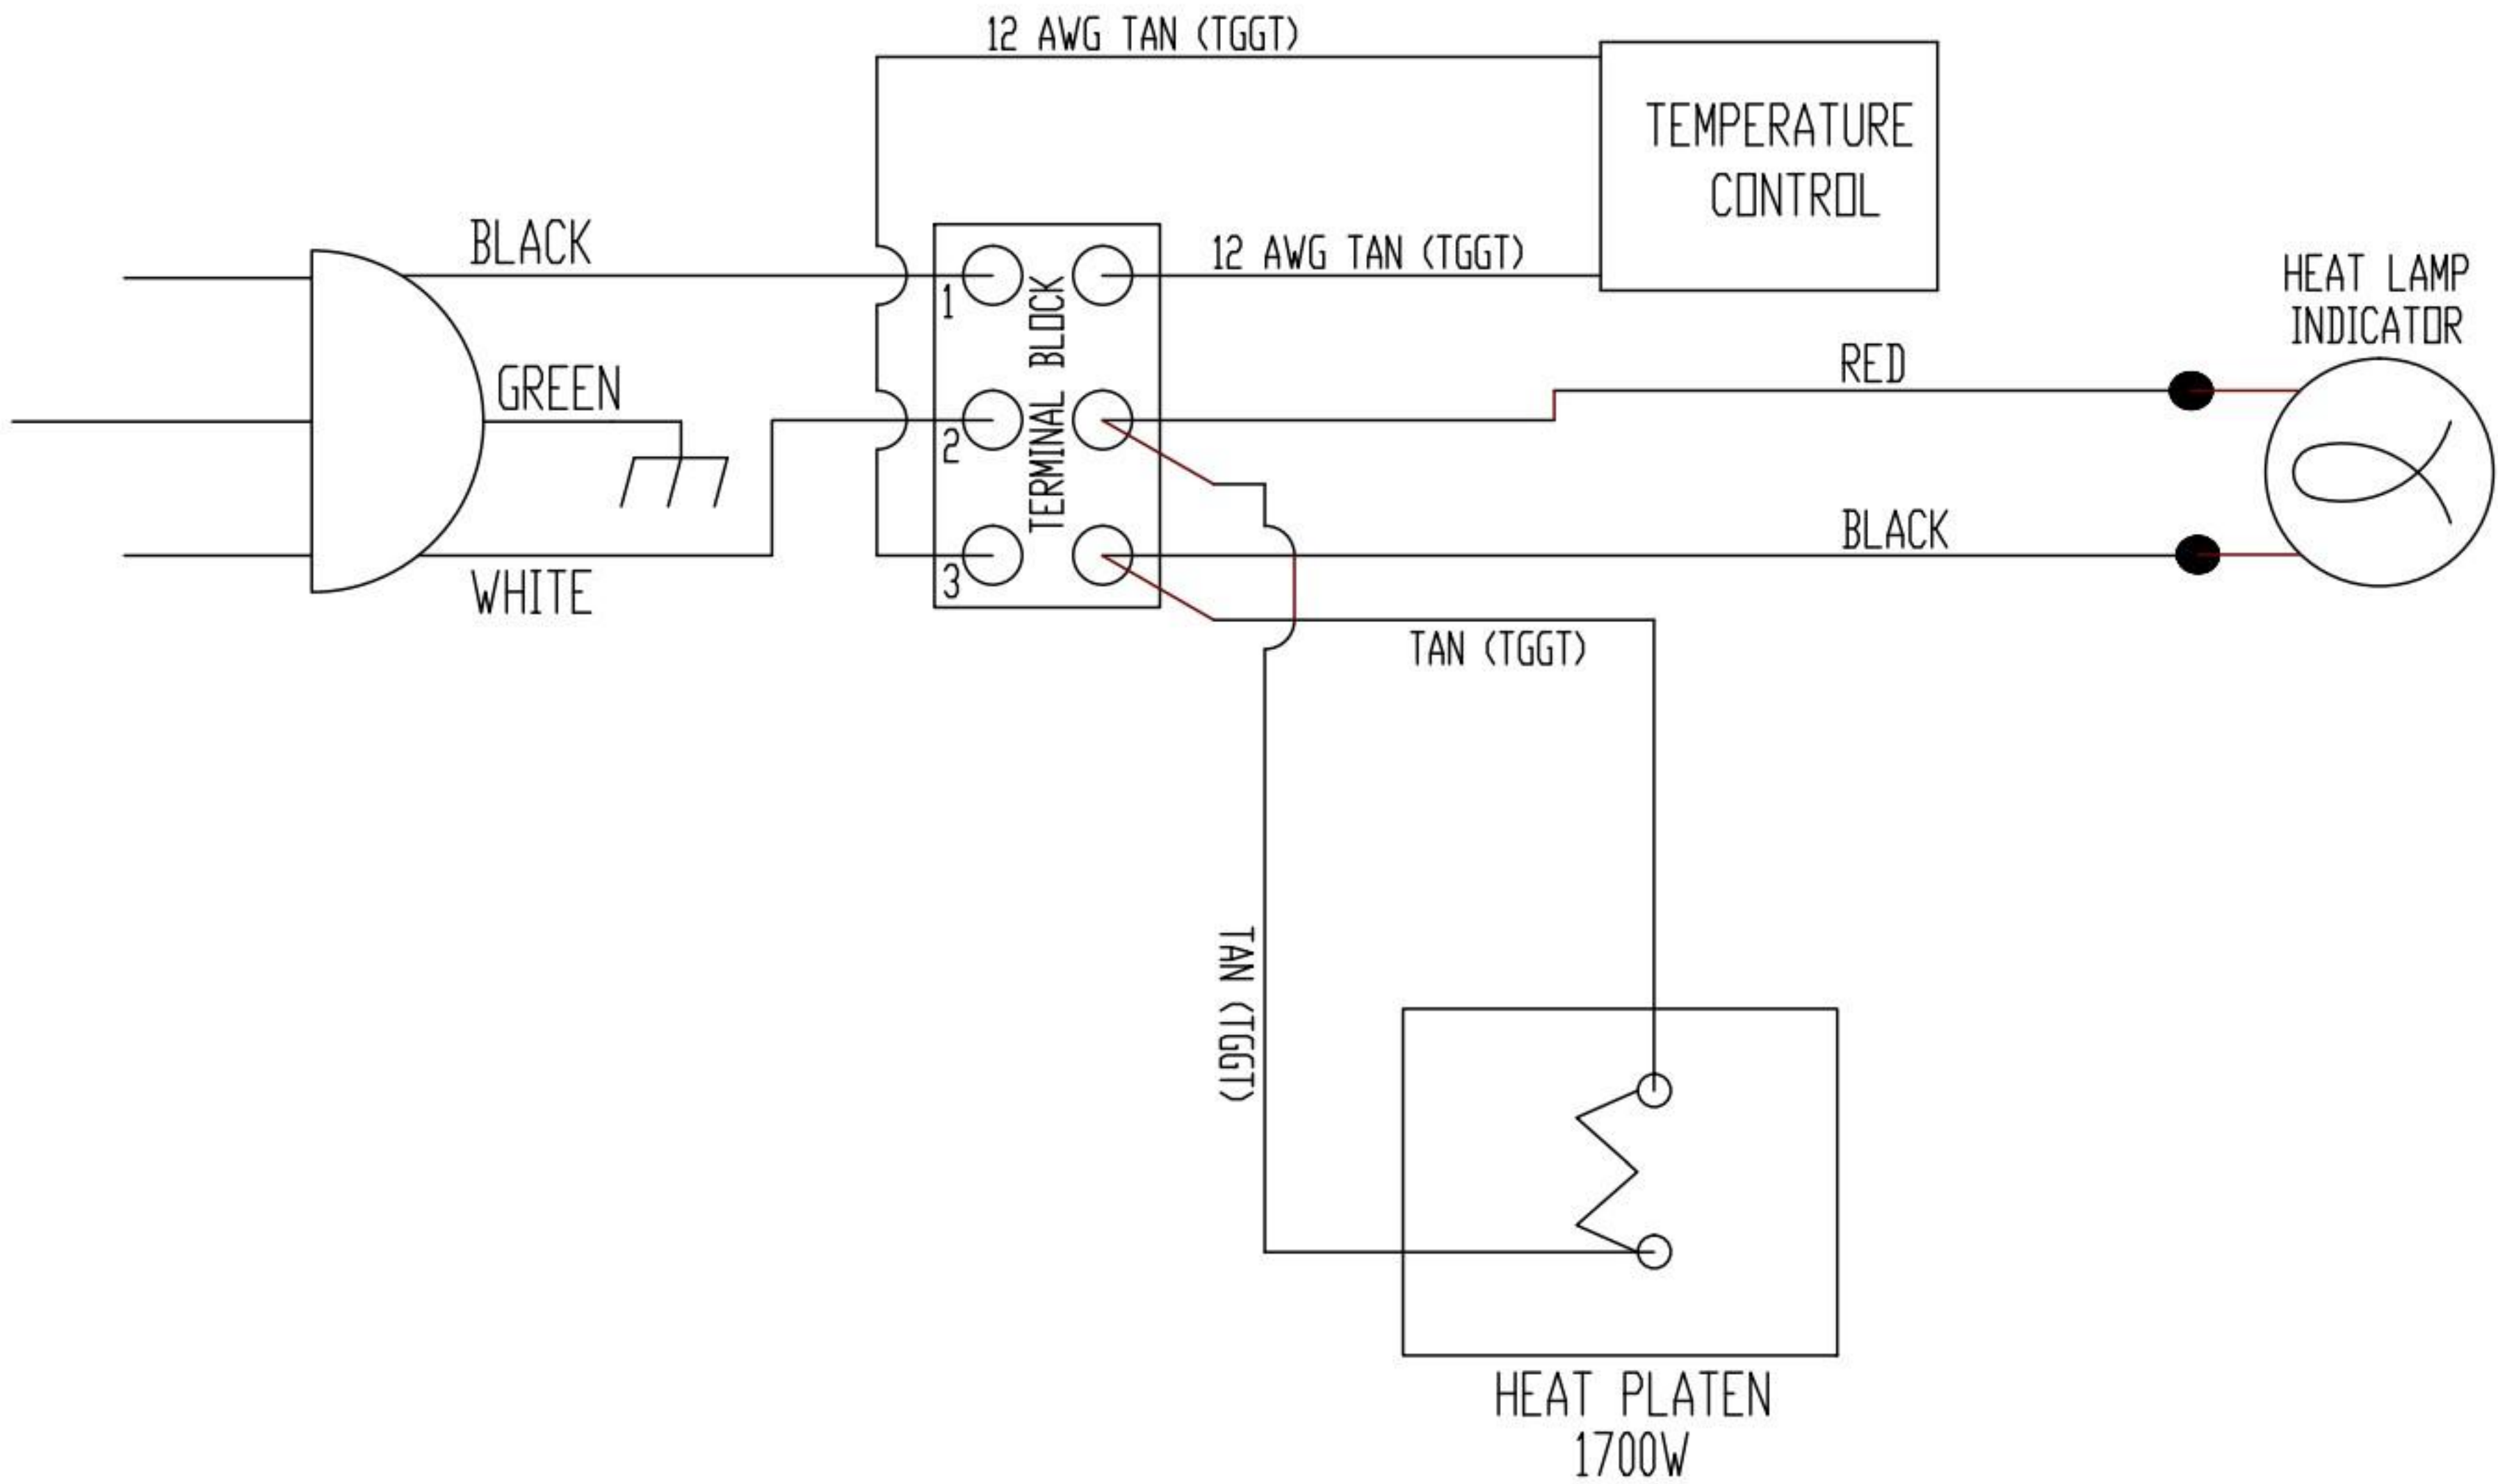 12 AWG TAN (TGGT)
TEMPERATURE
CONTROL
BLACK
12 AWG TAN (TGGT)
HEAT LAMP
INDICATOR
1
TERMINAL BLOCK
RED
GREEN
2
BLACK
WHITE
3
TAN (TGGT)
TAN (TGGT)
HEAT PLATEN
1700W